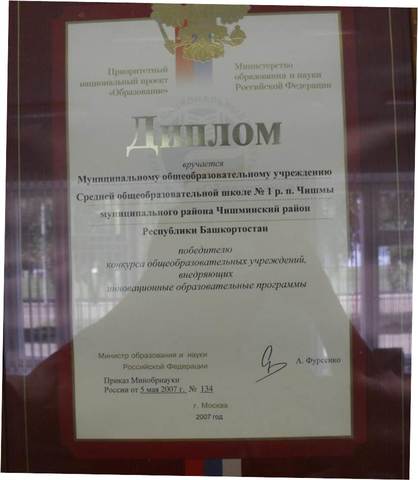 Приоритетный
национальный проект
«Образование»
Министерство
образования и науки
Российской Федерации
Диплом
вручается
Муниципальному общеобразовательному учреждению
Средней общеобразовательной школе № 1 р. п. Чишмы
муниципального района Чишминский район
Республики Башкортостан
победителю
конкурса общеобразовательных учреждений,
внедряющих
инновационные образовательные программы
Министр образования и науки
Российской Федерации
А. Фурсенко
Приказ Минобрнауки
России от 5 мая 2007 г. № 134
г. Москва
2007 год